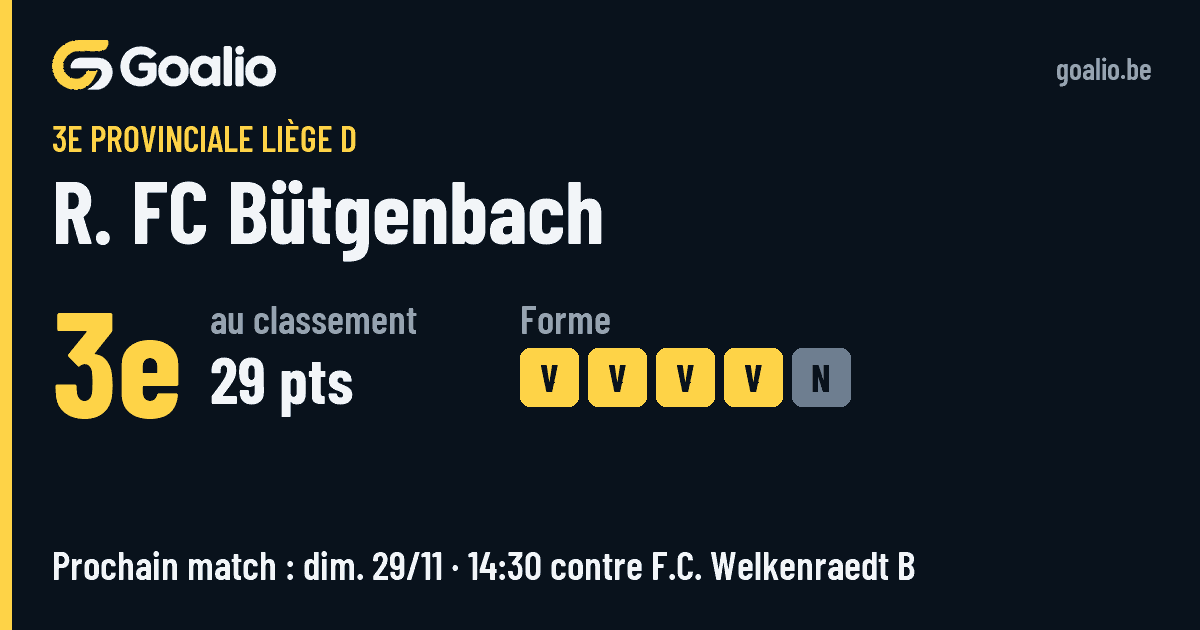 Goalio
goalio.be
3E PROVINCIALE LIÈGE D
R. FC Bütgenbach
3e
au classement
29 pts
Forme
V V V V N
Prochain match : dim. 29/11 · 14:30 contre F.C. Welkenraedt B